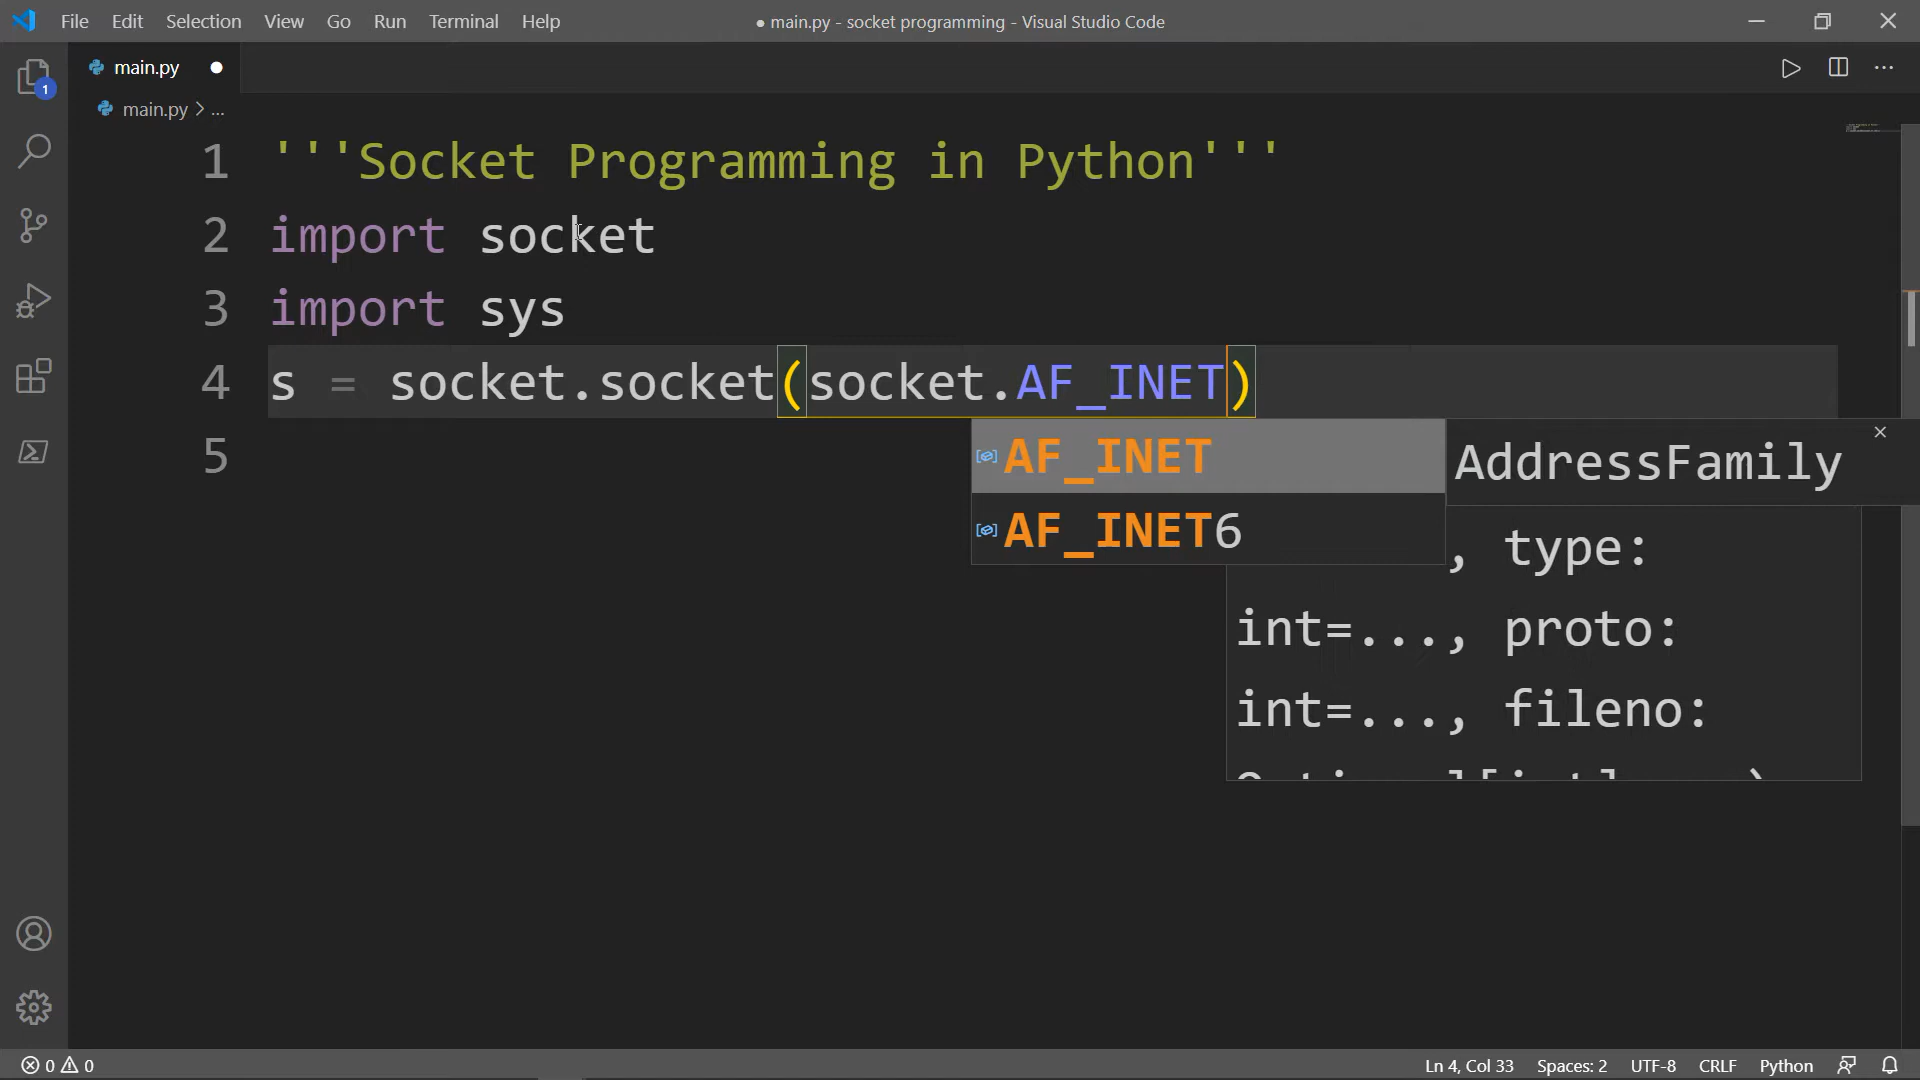 File Edit Selection View Go Run Terminal Help
● main.py - socket programming - Visual Studio Code
main.py
1
main.py > ...
1 '''Socket Programming in Python'''
2 import socket
3 import sys
4 s = socket.socket(socket.AF_INET)
5
AF_INET
AddressFamily
AF_INET6
, type:
int=..., proto:
int=..., fileno:
0 0
Ln 4, Col 33 Spaces: 2 UTF-8 CRLF Python